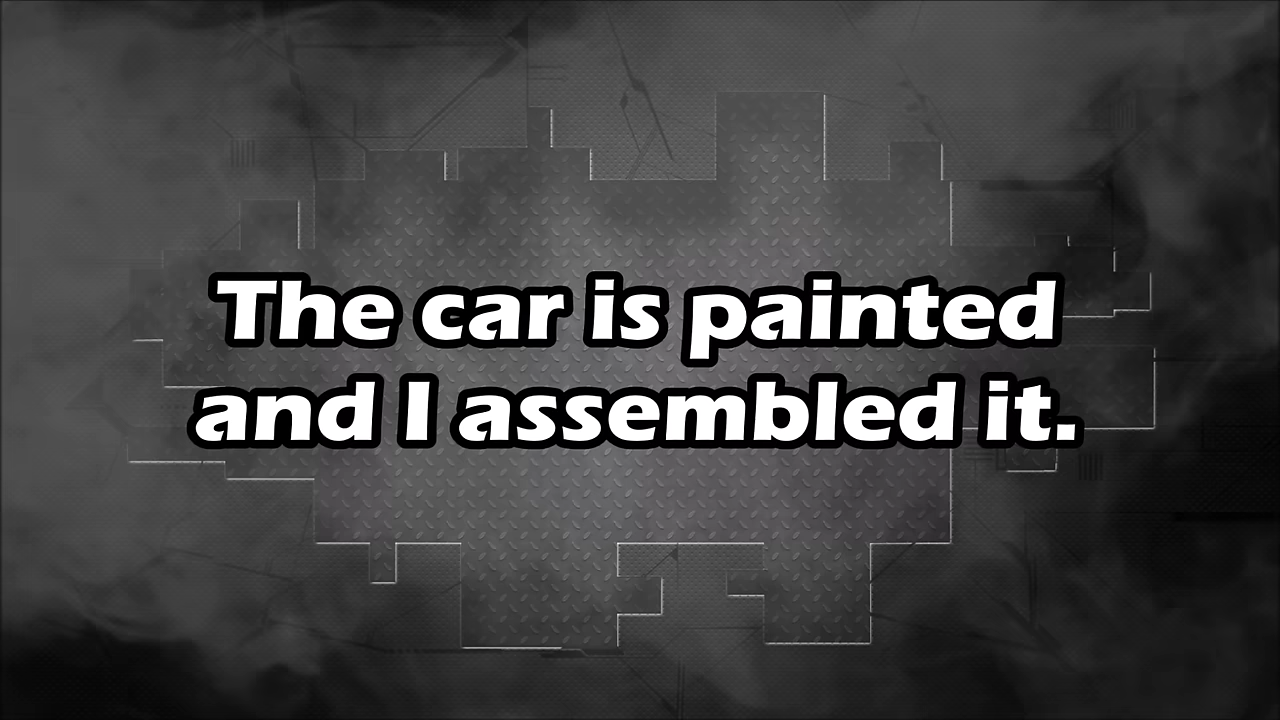 The car is painted
and I assembled it.